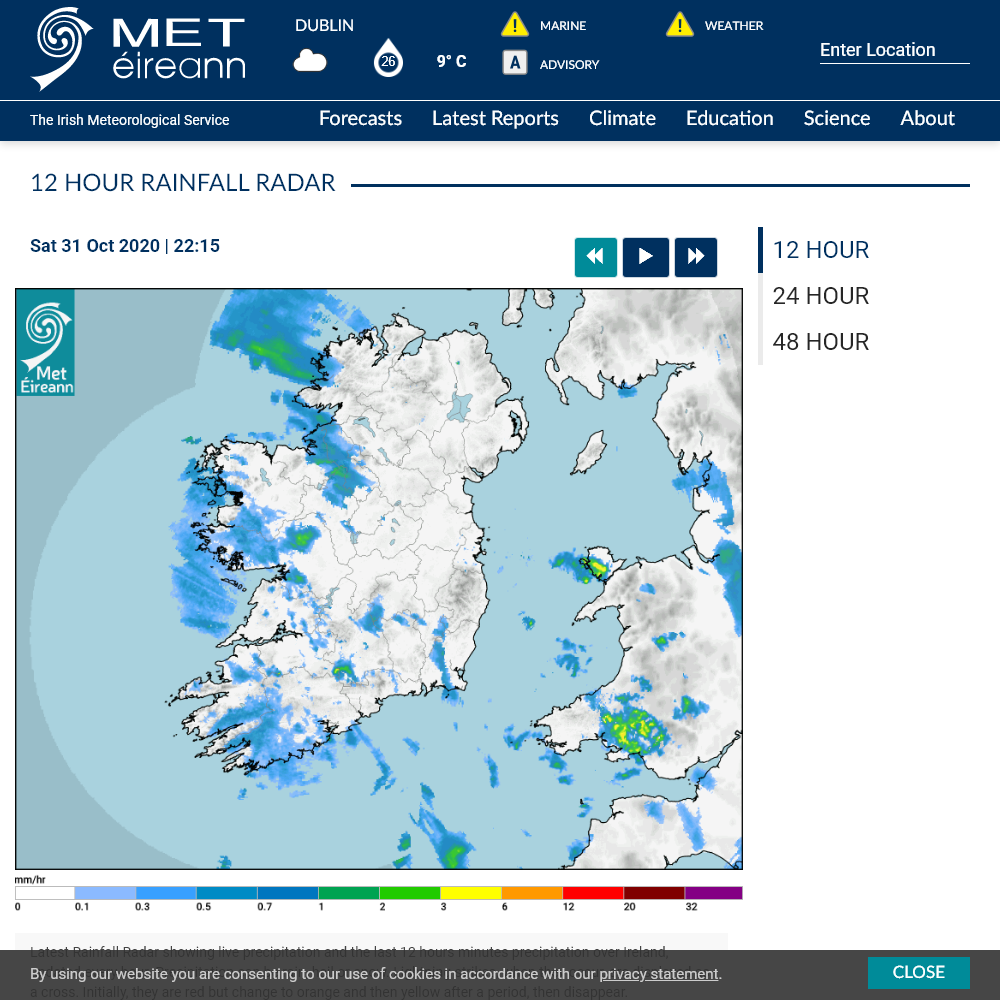 MET
éireann
DUBLIN
26
9° C
! MARINE
! WEATHER
A ADVISORY
Enter Location
The Irish Meteorological Service
Forecasts Latest Reports Climate Education Science About
12 HOUR RAINFALL RADAR
Sat 31 Oct 2020 | 22:15
12 HOUR
24 HOUR
48 HOUR
Met
Éireann
mm/hr
0 0.1 0.3 0.5 0.7 1 2 3 6 12 20 32
Latest Rainfall Radar showing live precipitation and the last 12 hours minutes precipitation over Ireland,
By using our website you are consenting to our use of cookies in accordance with our privacy statement.
CLOSE
a cross. Initially, they are red but change to orange and then yellow after a period, then disappear.